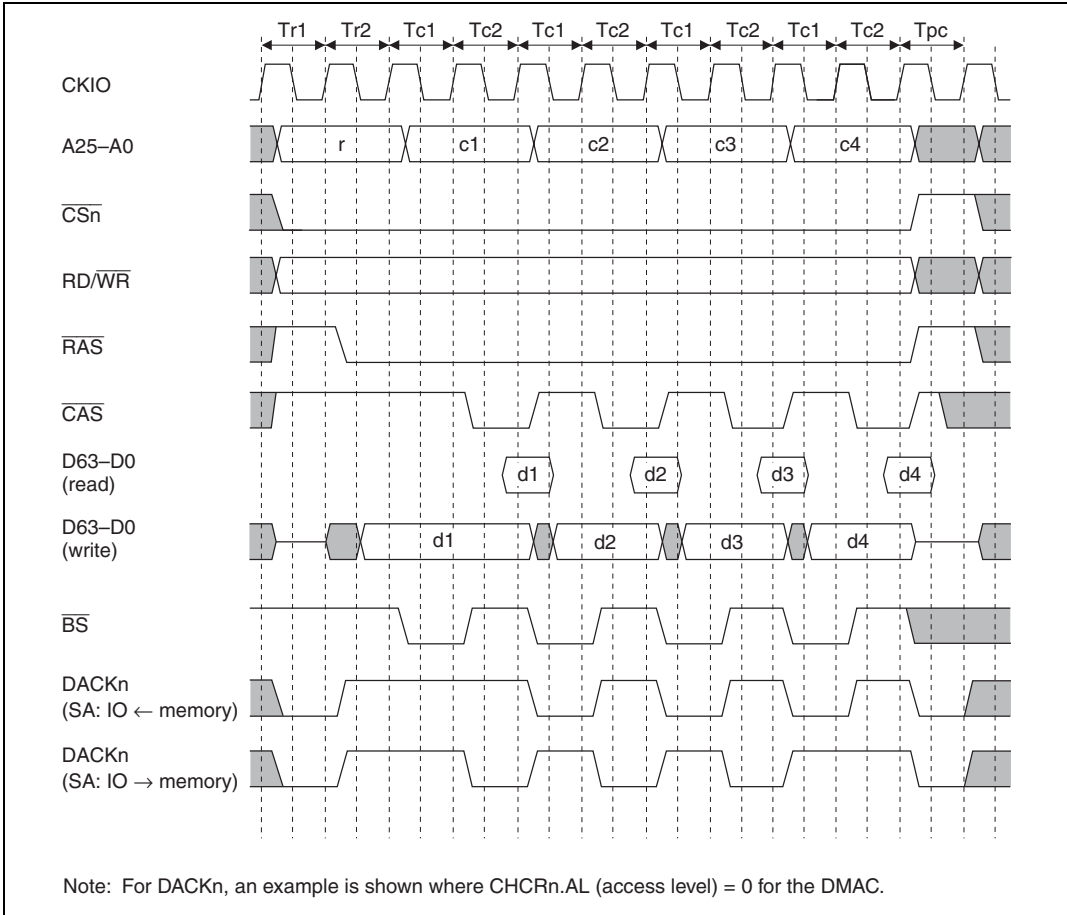 Tr1 Tr2 Tc1 Tc2 Tc1 Tc2 Tc1 Tc2 Tc1 Tc2 Tpc
CKIO
A25–A0 r c1 c2 c3 c4
CSn
RD/WR
RAS
CAS
D63–D0
(read) d1 d2 d3 d4
D63–D0
(write) d1 d2 d3 d4
BS
DACKn
(SA: IO ← memory)
DACKn
(SA: IO → memory)
Note: For DACKn, an example is shown where CHCRn.AL (access level) = 0 for the DMAC.